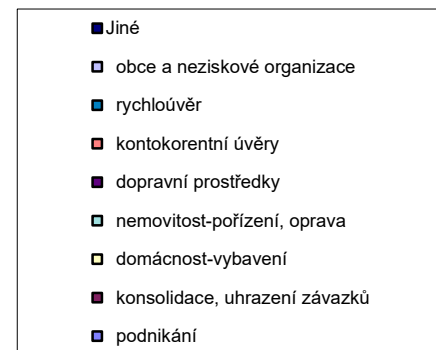 Jiné
obce a neziskové organizace
rychloúvěr
kontokorentní úvěry
dopravní prostředky
nemovitost-pořízení, oprava
domácnost-vybavení
konsolidace, uhrazení závazků
podnikání